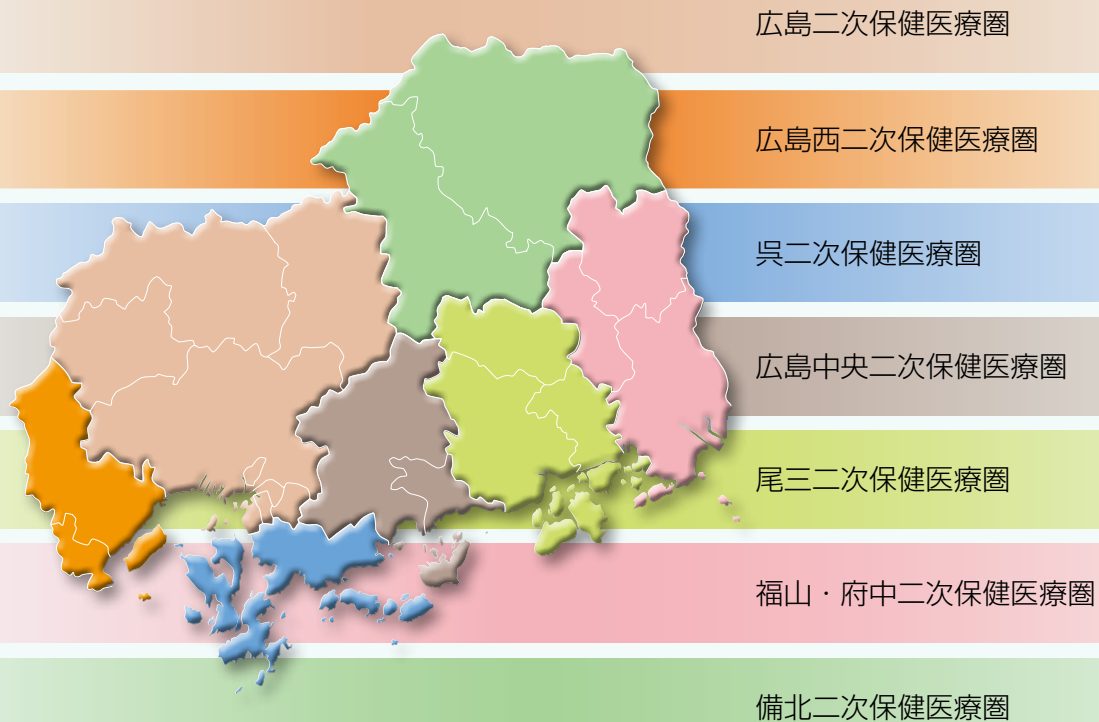 広島二次保健医療圏
広島西二次保健医療圏
呉二次保健医療圏
広島中央二次保健医療圏
尾三二次保健医療圏
福山・府中二次保健医療圏
備北二次保健医療圏